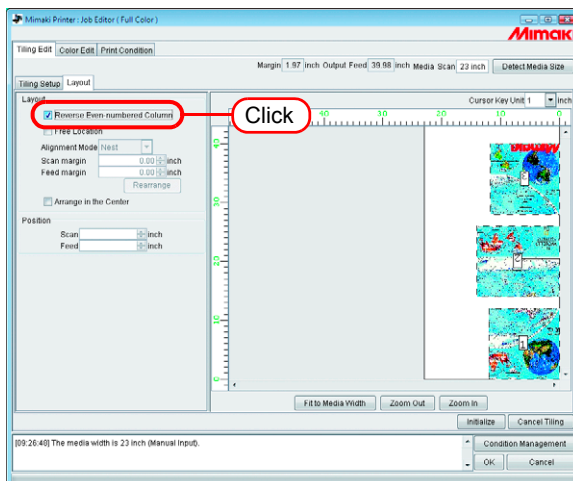 Mimaki Printer : Job Editor ( Full Color )
Mimaki
Tiling Edit Color Edit Print Condition
Margin 1.97 inch Output Feed 39.98 inch Media Scan 23 inch Detect Media Size
Tiling Setup Layout
Layout
Cursor Key Unit 1 inch
Reverse Even-numbered Column
Click
40 30 20 10 0
Free Location
Alignment Mode Nest
Scan margin 0.00 inch
Feed margin 0.00 inch
Rearrange
Arrange in the Center
Position
Scan inch
Feed inch
40
30
20
10
0
3
2
1
Fit to Media Width Zoom Out Zoom In
Initialize Cancel Tiling
[09:26:40] The media width is 23 inch (Manual Input).
Condition Management
OK Cancel